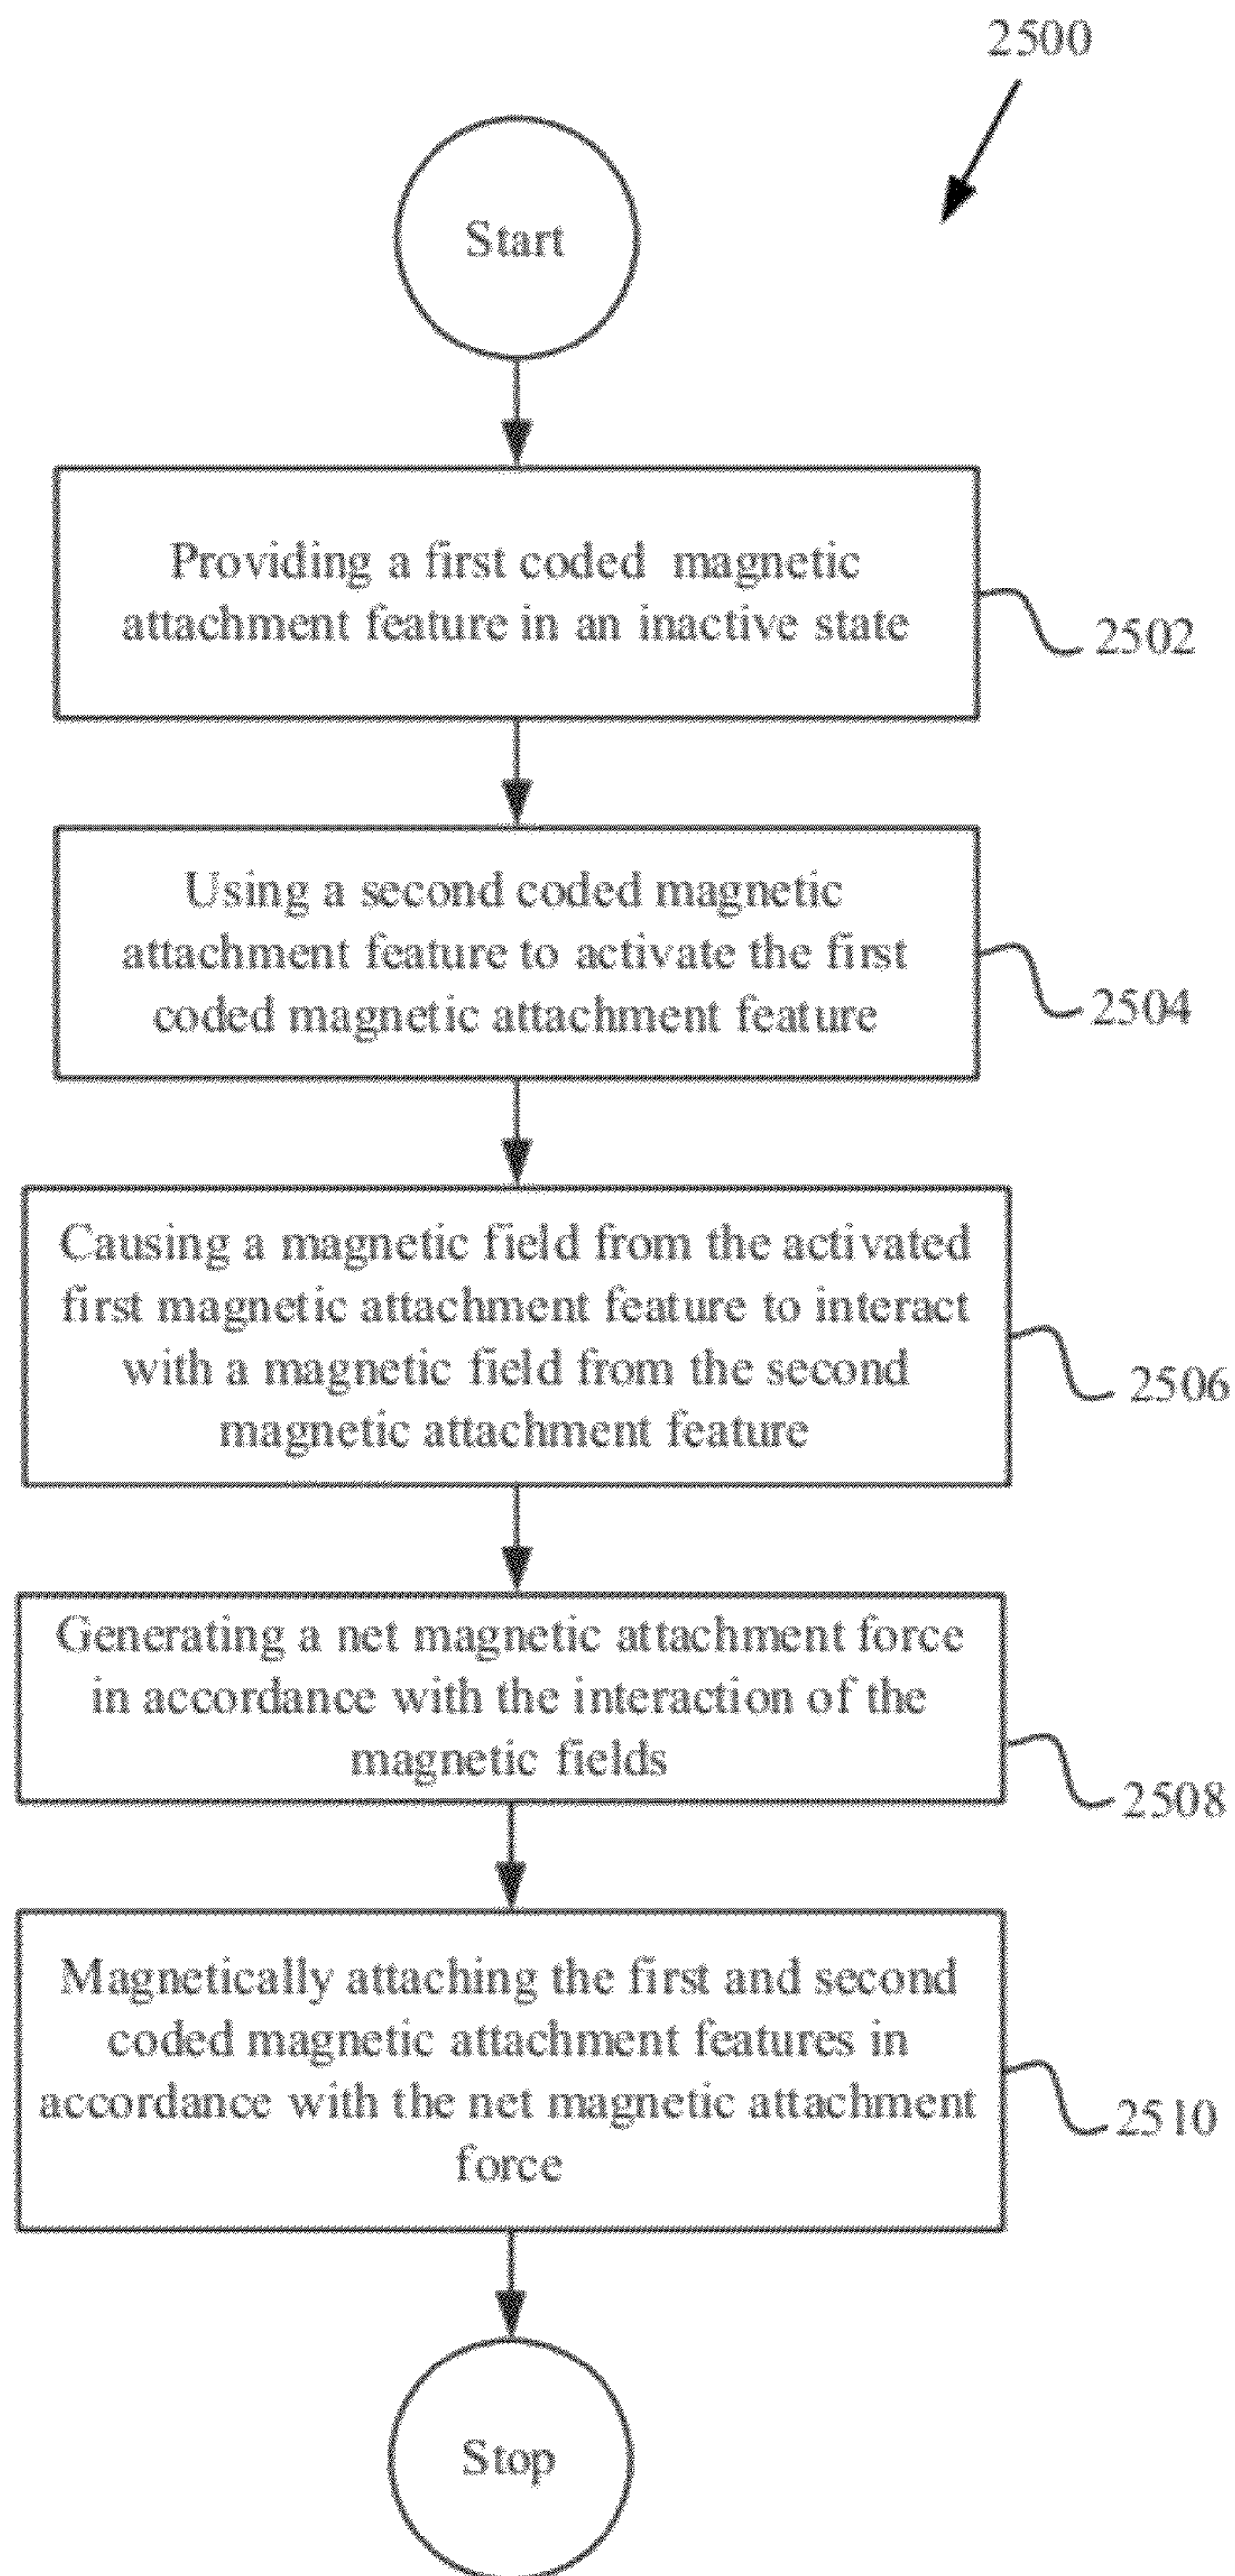 2500
Start
Providing a first coded magnetic
attachment feature in an inactive state
2502
Using a second coded magnetic
attachment feature to activate the first
coded magnetic attachment feature
2504
Causing a magnetic field from the activated
first magnetic attachment feature to interact
with a magnetic field from the second
magnetic attachment feature
2506
Generating a net magnetic attachment force
in accordance with the interaction of the
magnetic fields
2508
Magnetically attaching the first and second
coded magnetic attachment features in
accordance with the net magnetic attachment
force
2510
Stop